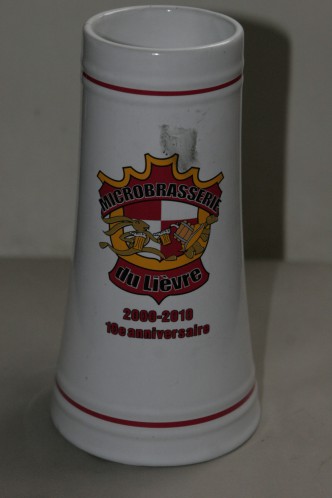 MICROBRASSERIE
du Lièvre
2000-2010
10e anniversaire